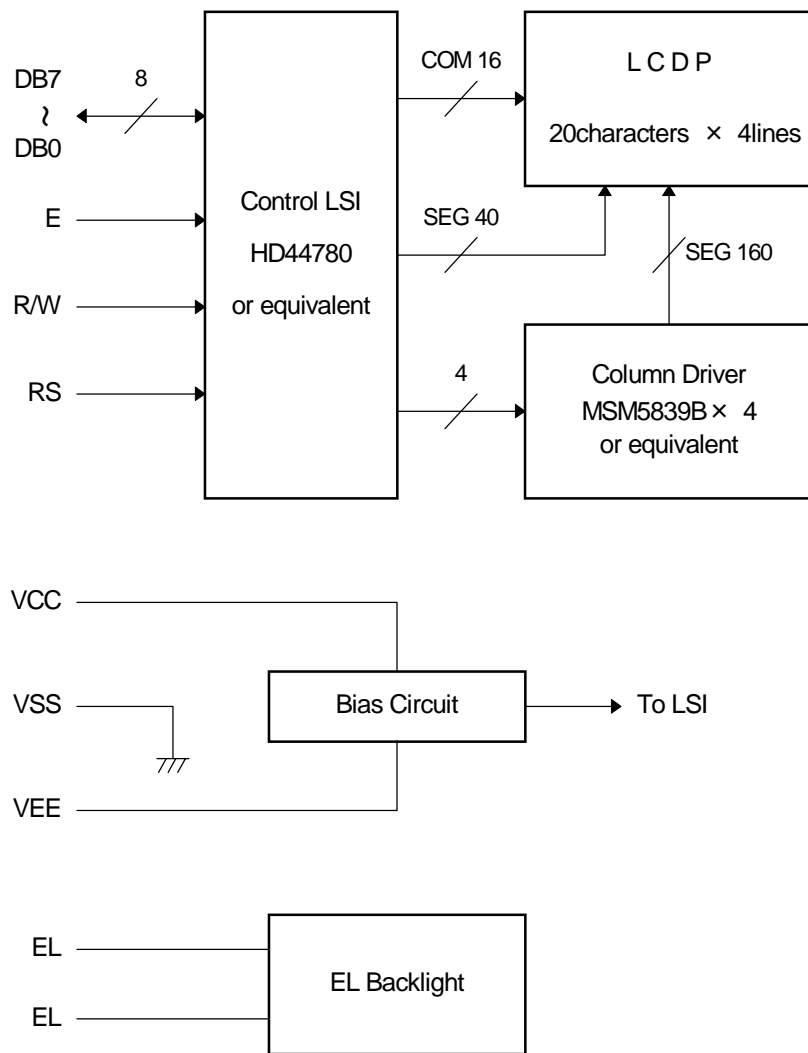 DB7
~
DB0
8
E
R/W
RS
Control LSI
HD44780
or equivalent
COM 16
SEG 40
4
L C D P
20characters × 4lines
SEG 160
Column Driver
MSM5839B × 4
or equivalent
VCC
VSS
VEE
Bias Circuit
To LSI
EL
EL
EL Backlight